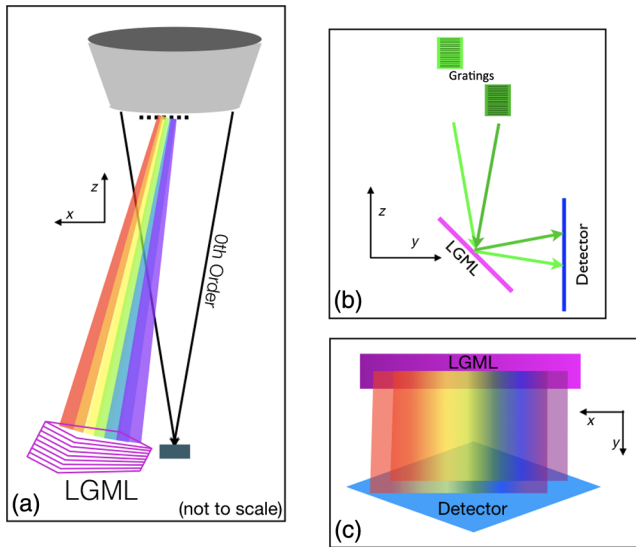 z
x
0th Order
LGML
(a)
(not to scale)
Gratings
z
y
LGML
Detector
(b)
LGML
x
y
Detector
(c)